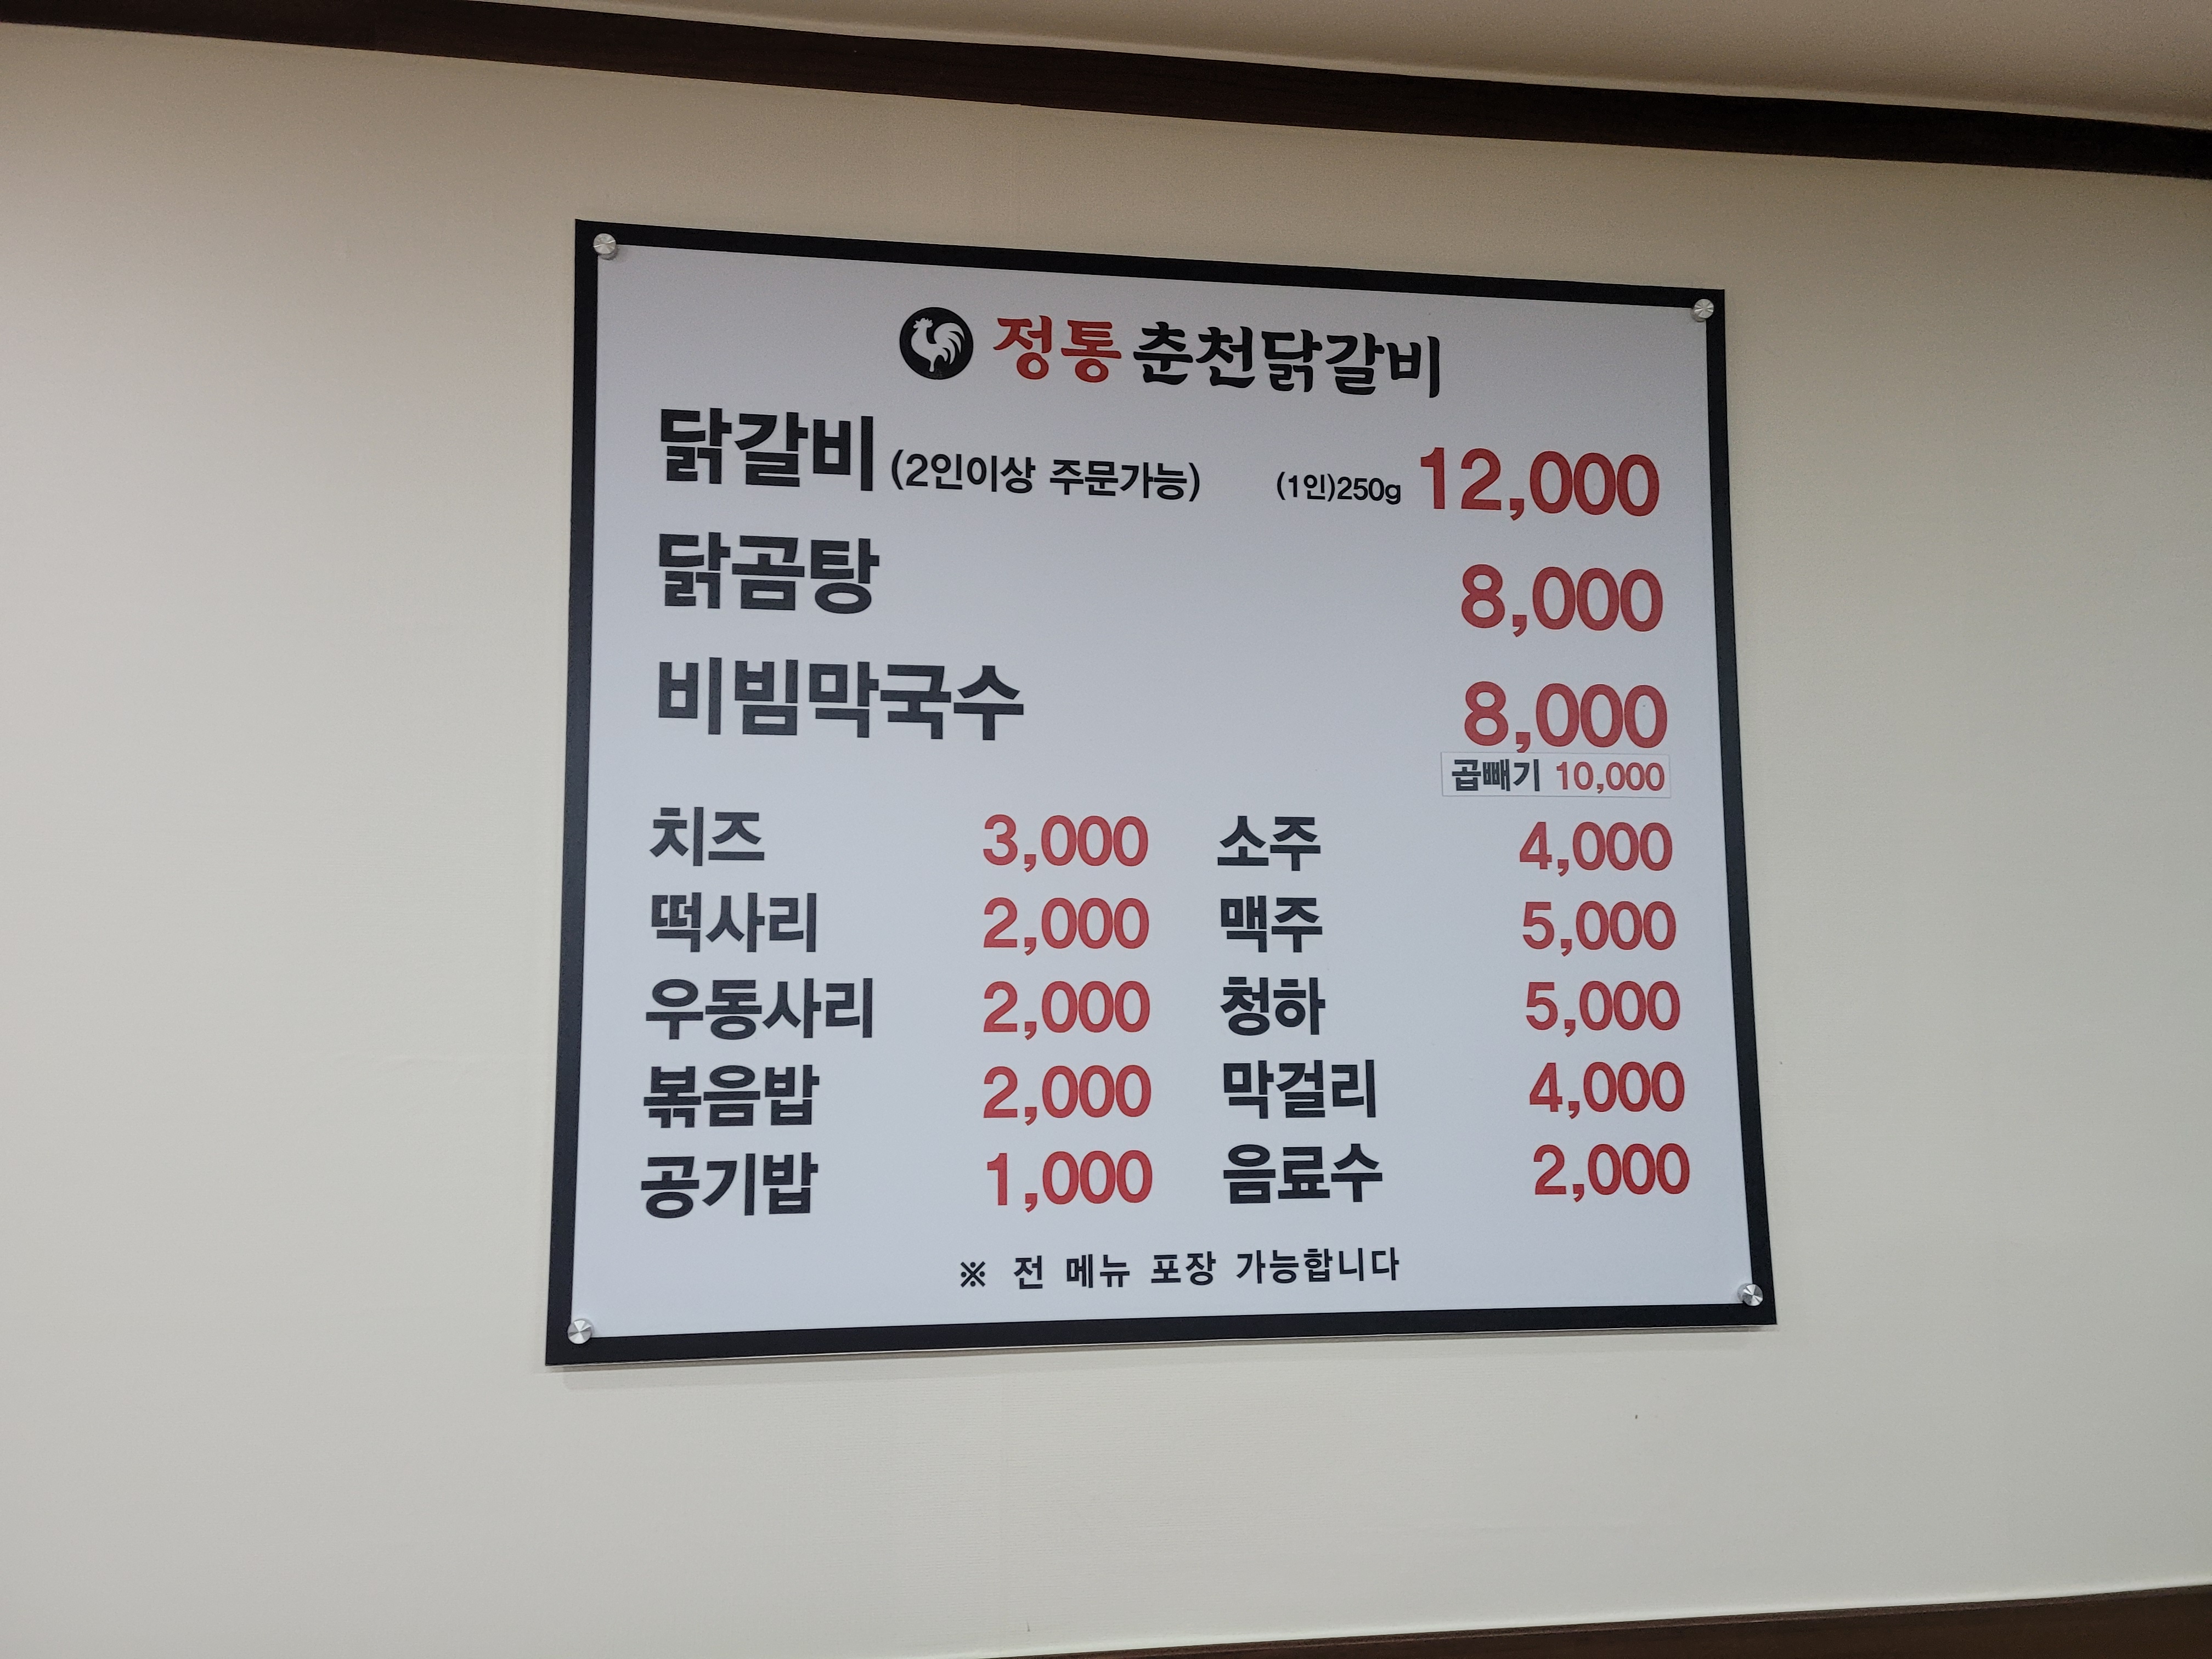 정통 춘천닭갈비
닭갈비 (2인이상 주문가능) (1인)250g 12,000
닭곰탕 8,000
비빔막국수 8,000
곱빼기 10,000
치즈 3,000 소주 4,000
떡사리 2,000 맥주 5,000
우동사리 2,000 청하 5,000
볶음밥 2,000 막걸리 4,000
공기밥 1,000 음료수 2,000
※ 전 메뉴 포장 가능합니다